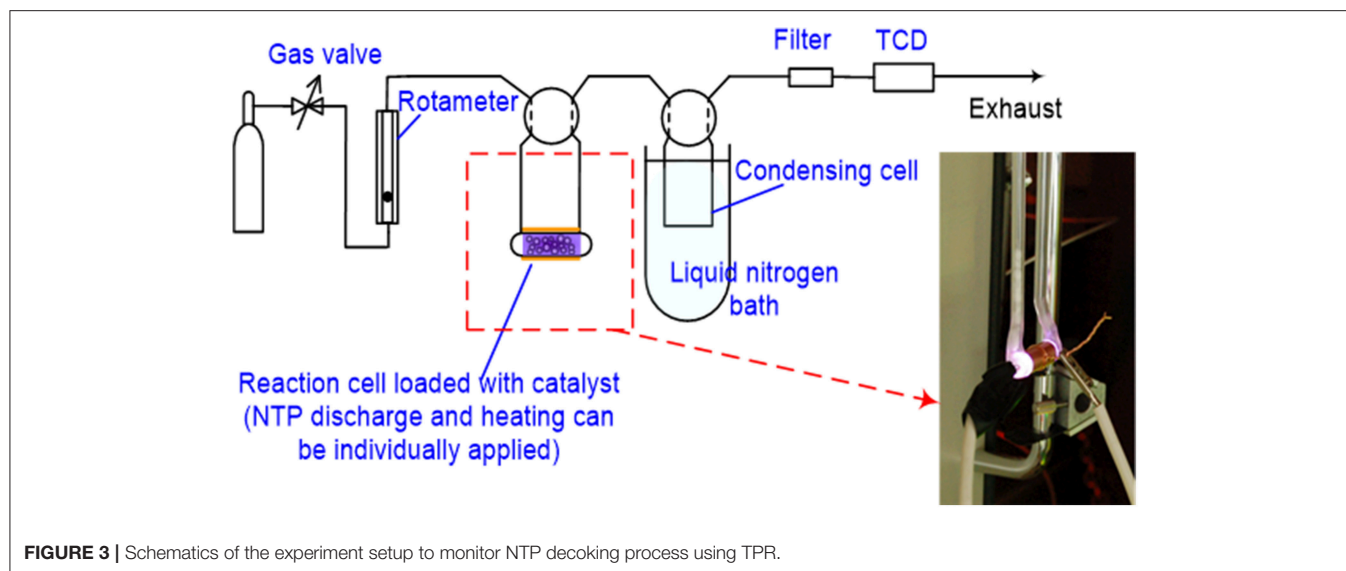 Gas valve
Rotameter
Filter
TCD
Exhaust
Condensing cell
Liquid nitrogen
bath
Reaction cell loaded with catalyst
(NTP discharge and heating can
be individually applied)
FIGURE 3 | Schematics of the experiment setup to monitor NTP decoking process using TPR.